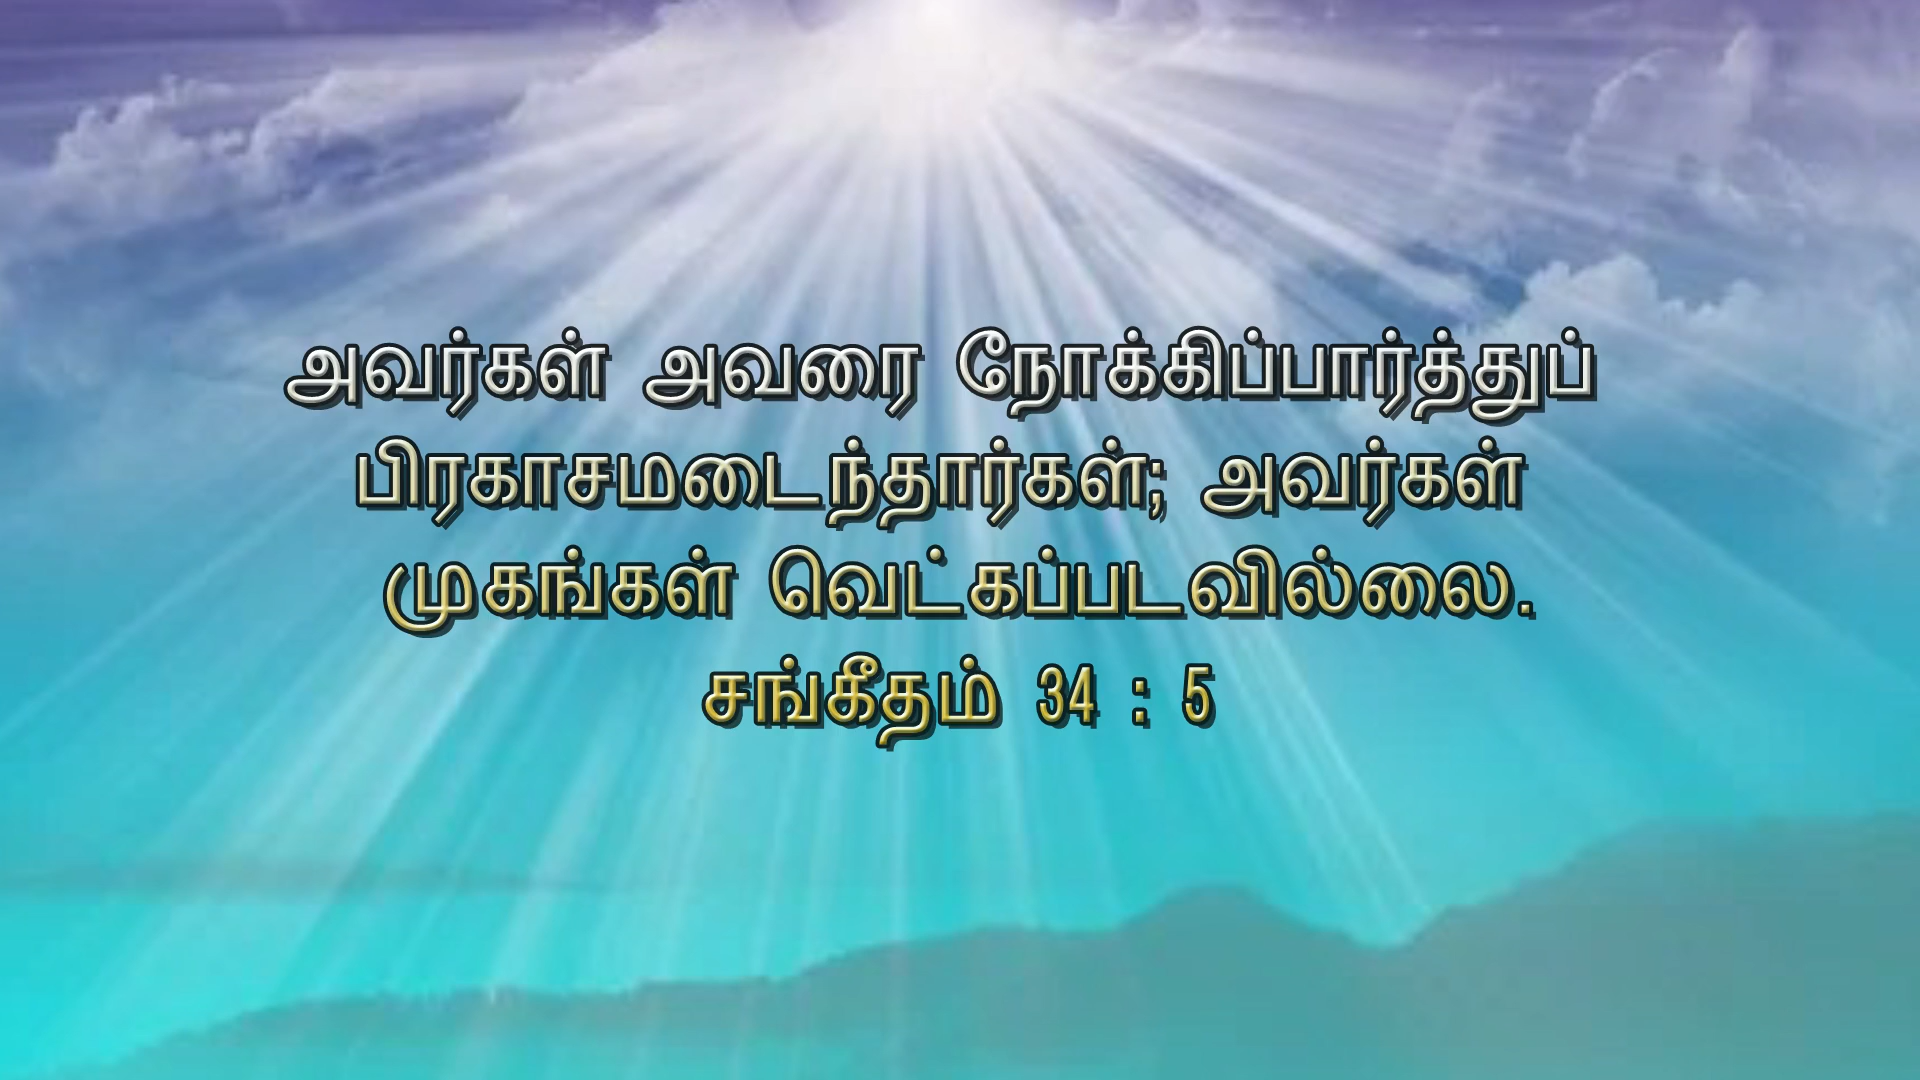 அவர்கள் அவரை நோக்கிப்பார்த்துப்
பிரகாசமடைந்தார்கள்; அவர்கள்
முகங்கள் வெட்கப்படவில்லை.
சங்கீதம் 34 : 5